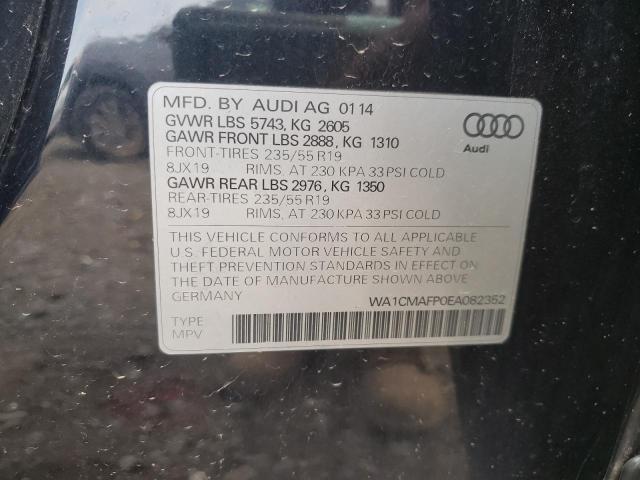 MFD. BY AUDI AG 01 14
GVWR LBS 5743, KG 2605
GAWR FRONT LBS 2888, KG 1310
FRONT-TIRES 235/55 R19
8JX19 RIMS, AT 230 KPA 33 PSI COLD
GAWR REAR LBS 2976, KG 1350
REAR-TIRES 235/55 R19
8JX19 RIMS, AT 230 KPA 33 PSI COLD
Audi
THIS VEHICLE CONFORMS TO ALL APPLICABLE
U.S. FEDERAL MOTOR VEHICLE SAFETY AND
THEFT PREVENTION STANDARDS IN EFFECT ON
THE DATE OF MANUFACTURE SHOWN ABOVE
GERMANY WA1CMAFP0EA082352
TYPE
MPV